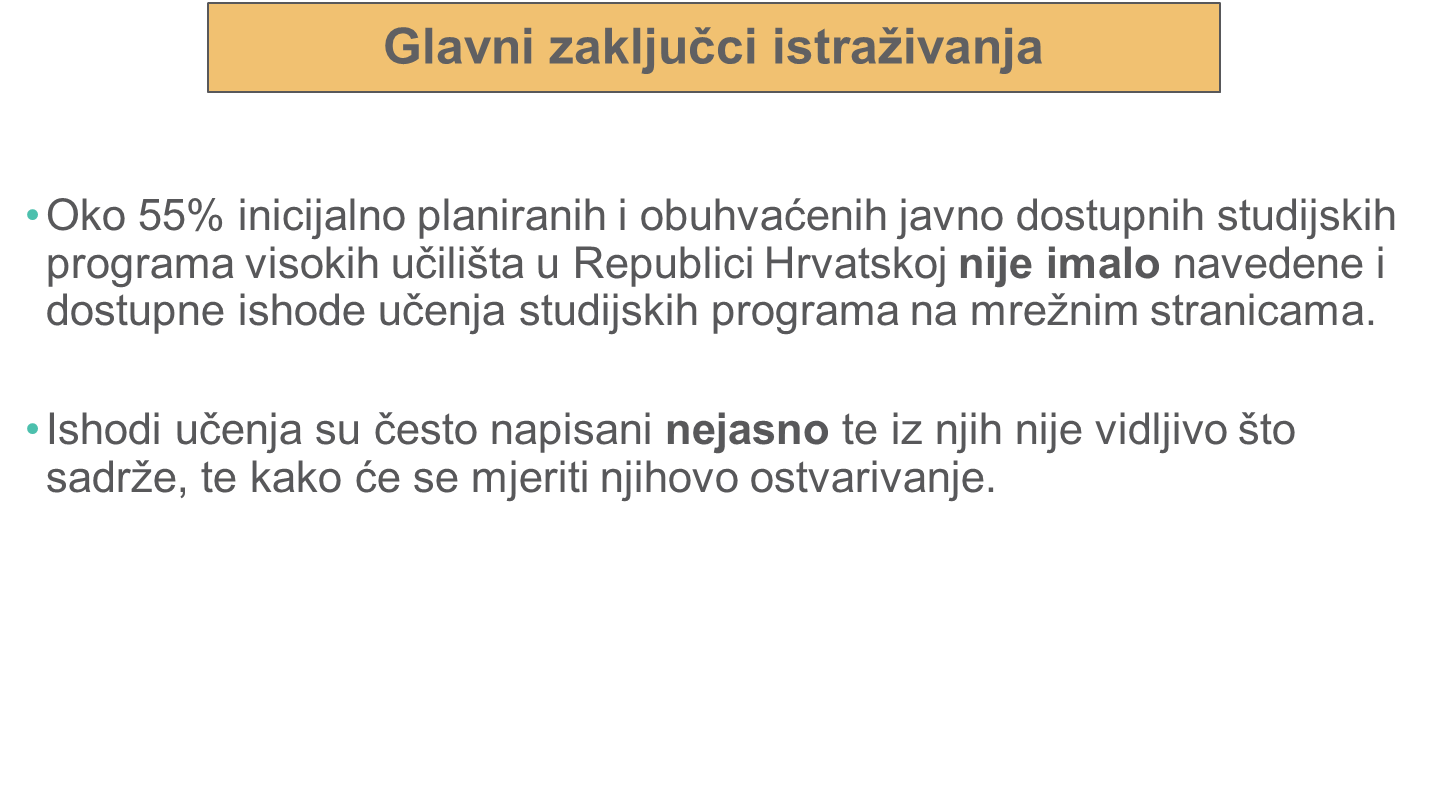 Glavni zaključci istraživanja
• Oko 55% inicijalno planiranih i obuhvaćenih javno dostupnih studijskih
programa visokih učilišta u Republici Hrvatskoj nije imalo navedene i
dostupne ishode učenja studijskih programa na mrežnim stranicama.
• Ishodi učenja su često napisani nejasno te iz njih nije vidljivo što
sadrže, te kako će se mjeriti njihovo ostvarivanje.